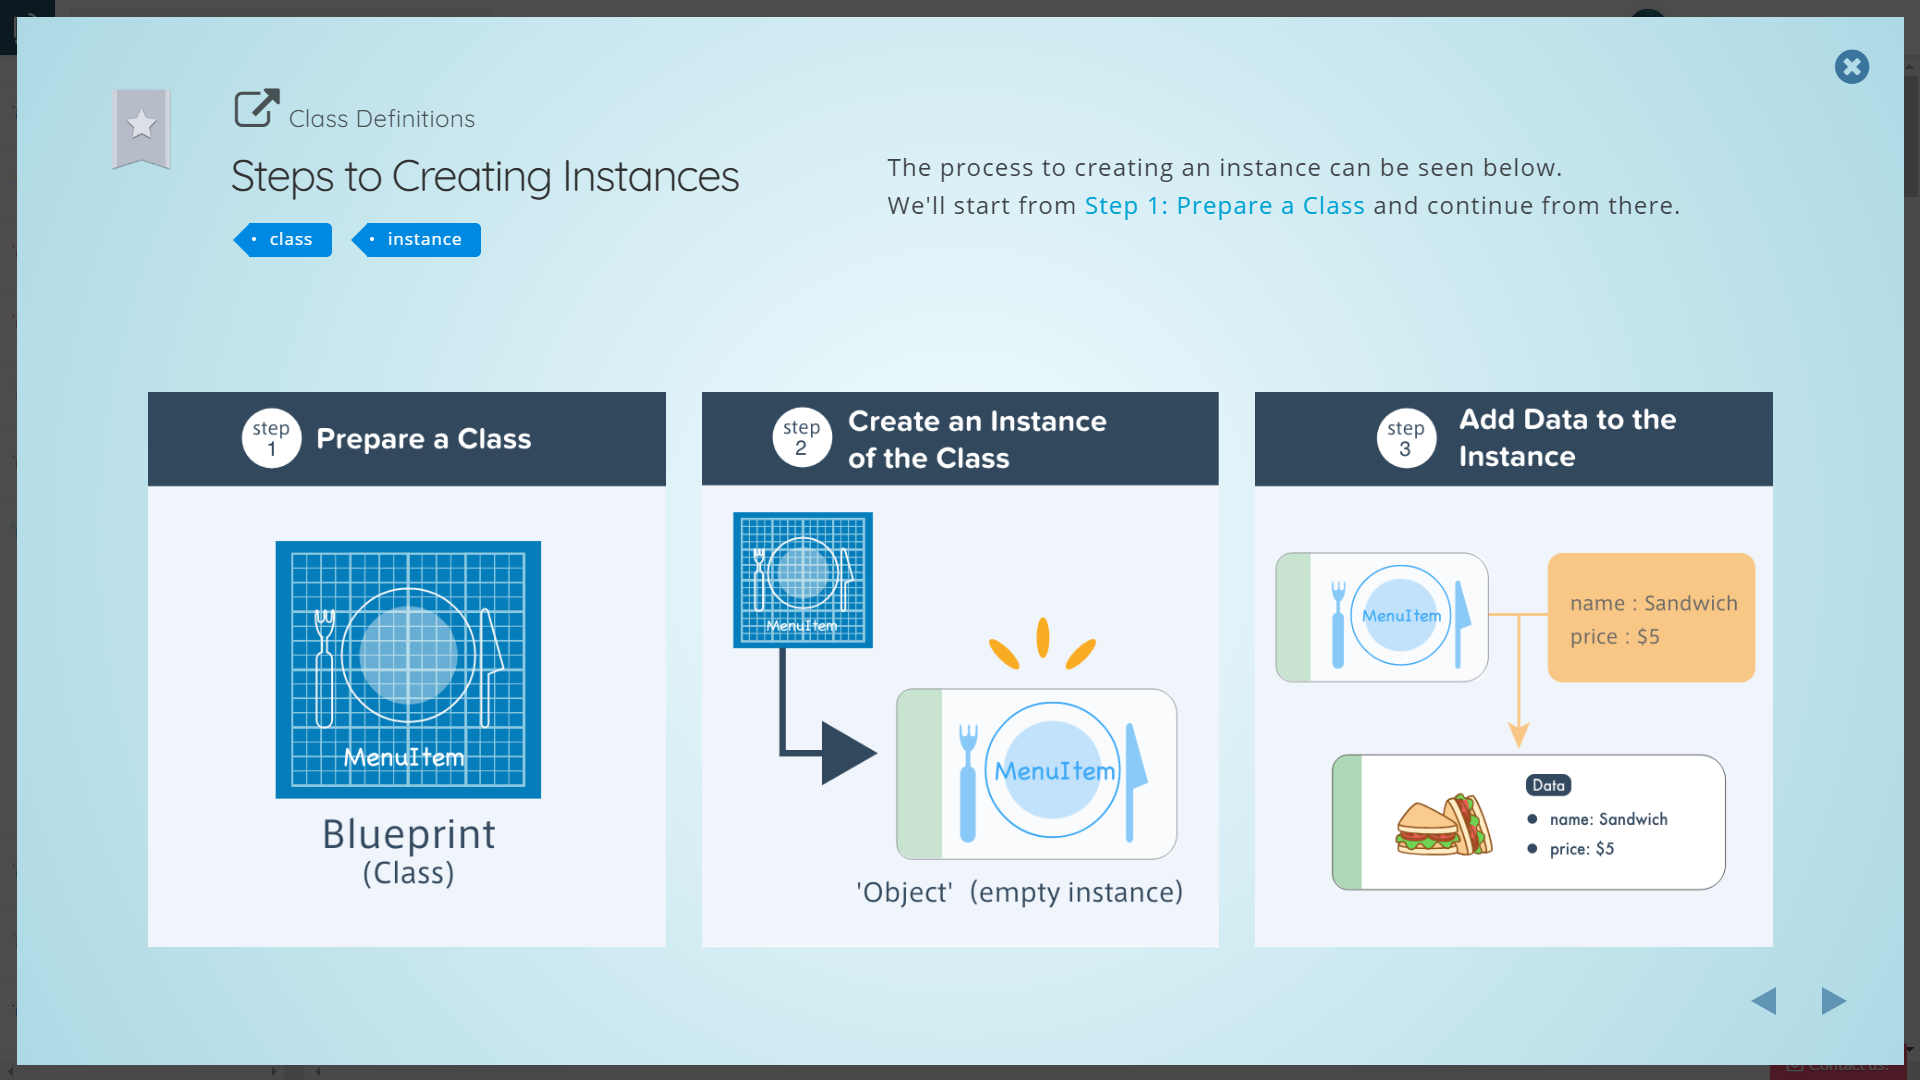 Class Definitions
Steps to Creating Instances
• class
• instance
The process to creating an instance can be seen below.
We'll start from Step 1: Prepare a Class and continue from there.
step
1
Prepare a Class
MenuItem
Blueprint
(Class)
step
2
Create an Instance
of the Class
MenuItem
MenuItem
'Object' (empty instance)
step
3
Add Data to the
Instance
MenuItem
name : Sandwich
price : $5
Data
● name: Sandwich
● price: $5
Contact us!